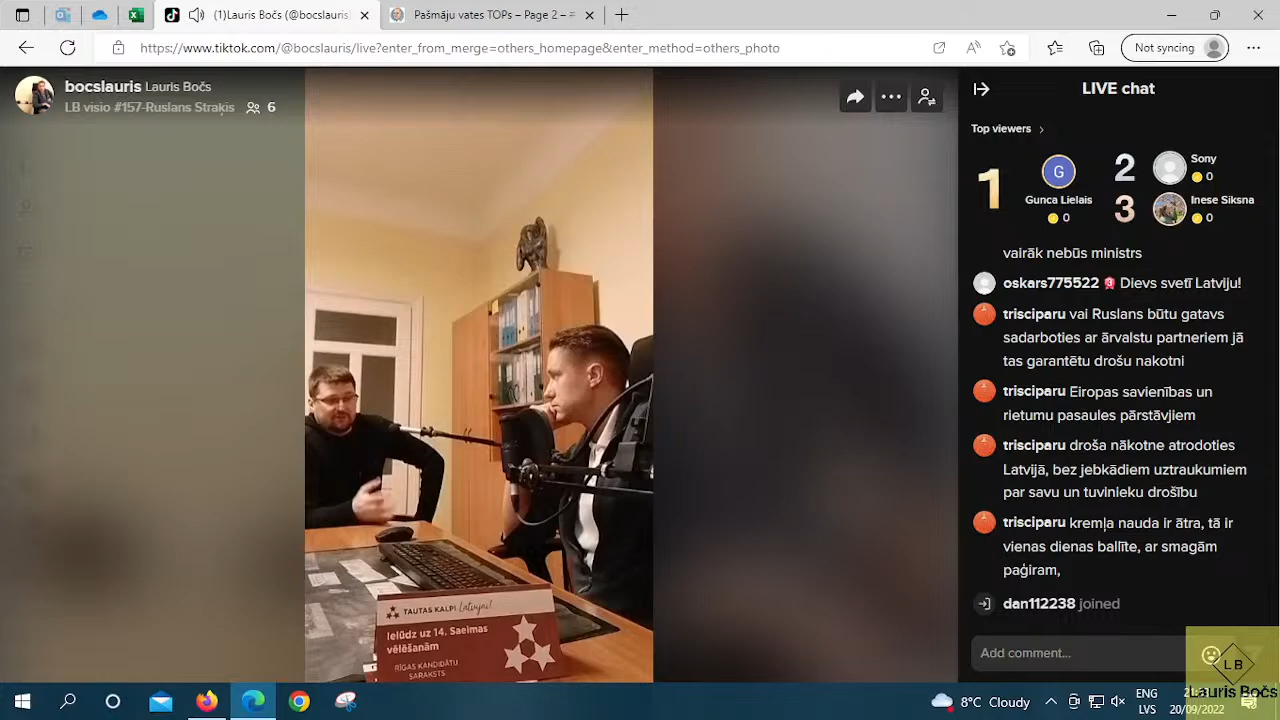 (1)Lauris Bočs (@bocslauris)
Pašmāju vates TOPs – Page 2 –
https://www.tiktok.com/@bocslauris/live?enter_from_merge=others_homepage&enter_method=others_photo
Not syncing
bocslauris Lauris Bočs
LB visio #157-Ruslans Straķis
6
LIVE chat
Top viewers
1
G
Gunca Lielais
0
2
Sony
0
3
Inese Siksna
0
vairāk nebūs ministrs
oskars775522 Dievs svetī Latviju!
trisciparu vai Ruslans būtu gatavs
sadarboties ar ārvalstu partneriem jā
tas garantētu drošu nakotni
trisciparu Eiropas savienības un
rietumu pasaules pārstāvjiem
trisciparu droša nākotne atrodoties
Latvijā, bez jebkādiem uztraukumiem
par savu un tuvinieku drošību
trisciparu kremļa nauda ir ātra, tā ir
vienas dienas ballīte, ar smagām
paģiram,
dan112238 joined
Add comment...
TAUTAS KALPI Latvijai!
Ielūdz uz 14. Saeimas
vēlēšanām
RĪGAS KANDIDĀTU
SARAKSTS
LB
Lauris Bočs
8°C Cloudy
ENG
LVS
20/09/2022